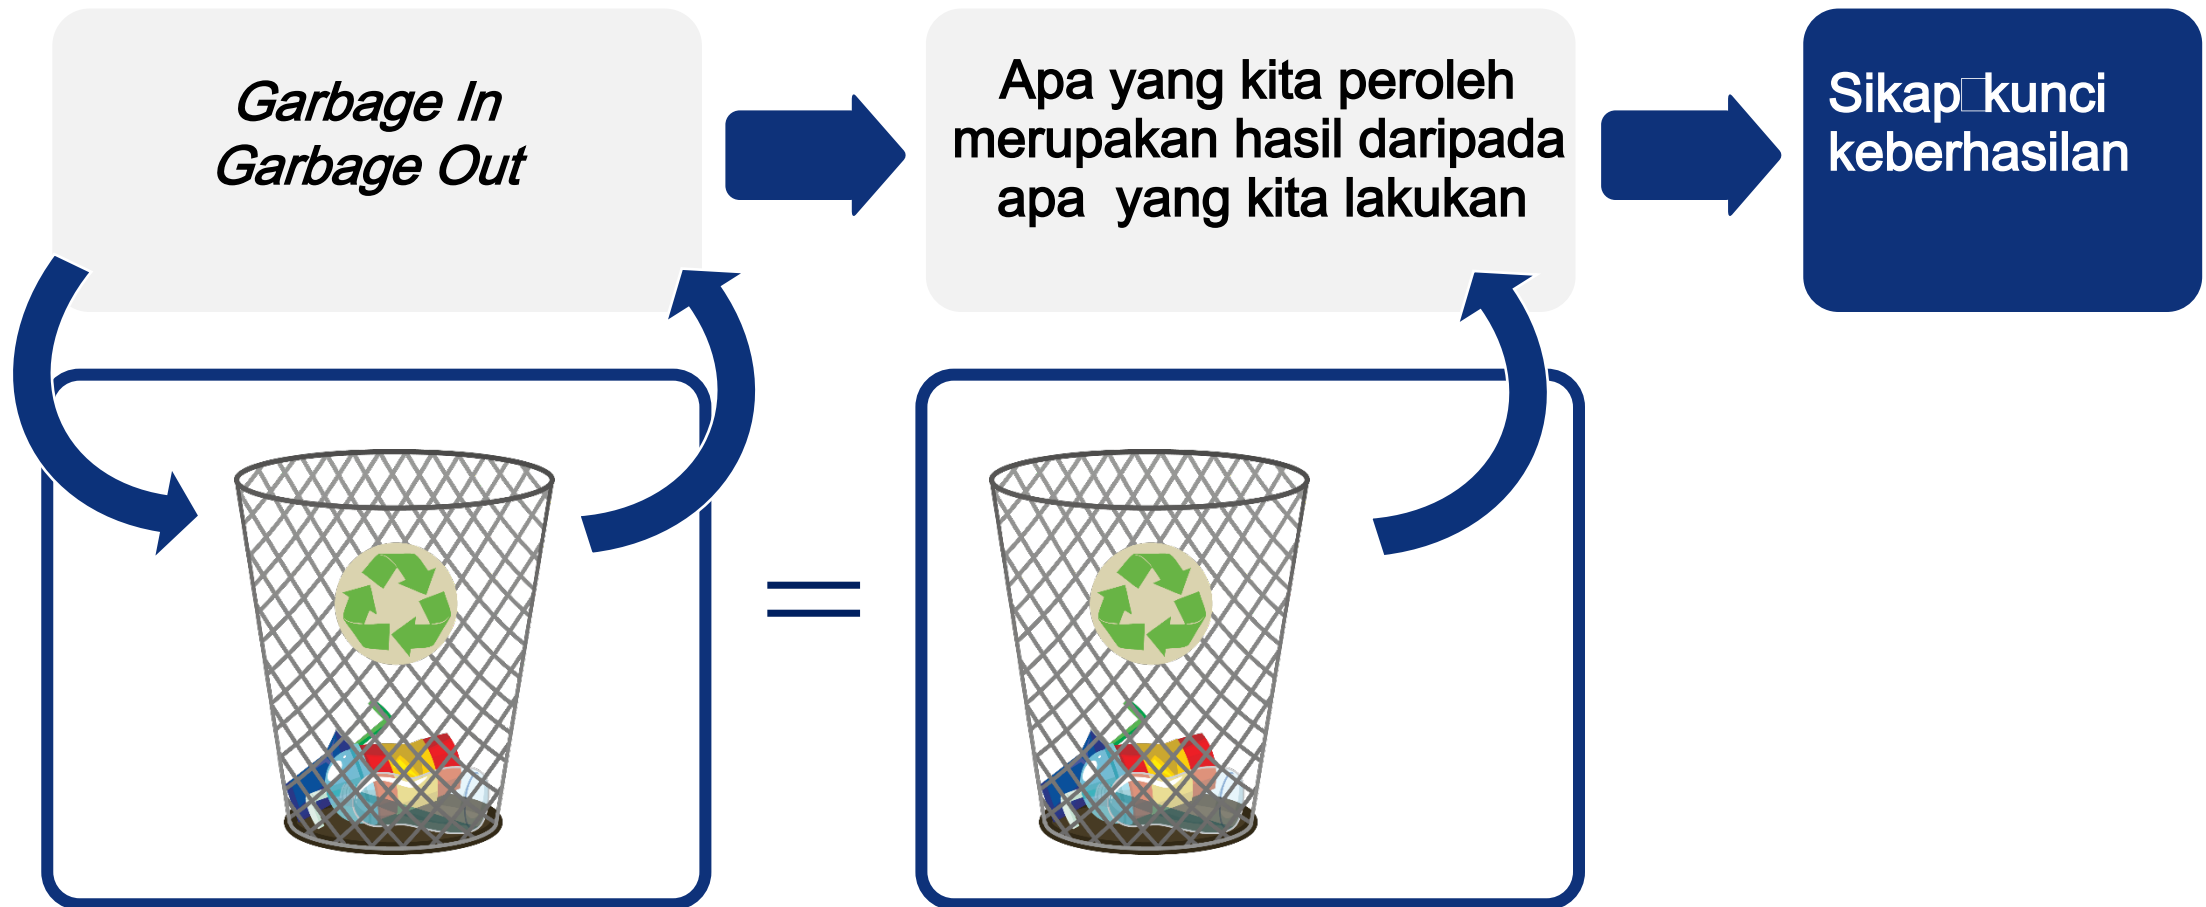 Garbage In
Garbage Out
Apa yang kita peroleh
merupakan hasil daripada
apa  yang kita lakukan
Sikap□kunci
keberhasilan